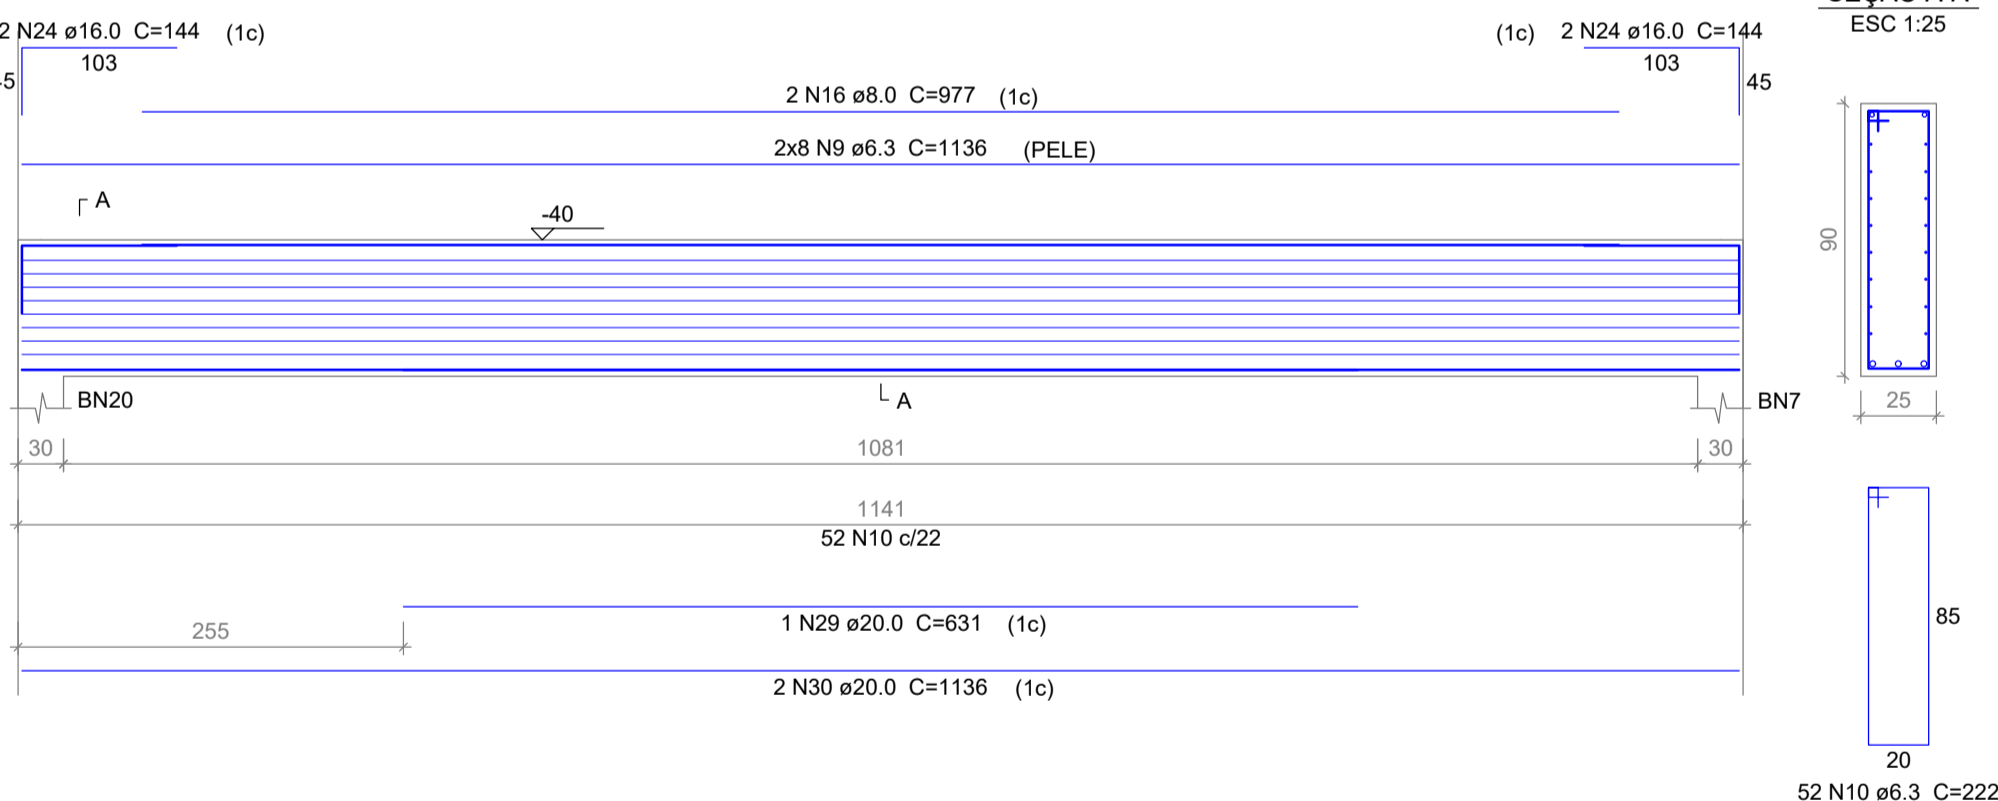 2 N24 ø16.0 C=144 (1c)
(1c) 2 N24 ø16.0 C=144
ESC 1:25
103
103
45
2 N16 ø8.0 C=977 (1c)
2x8 N9 ø6.3 C=1136 (PELE)
A
-40
90
BN20
A
BN7
25
30
1081
30
1141
52 N10 c/22
1 N29 ø20.0 C=631 (1c)
255
85
2 N30 ø20.0 C=1136 (1c)
20
52 N10 ø6.3 C=222